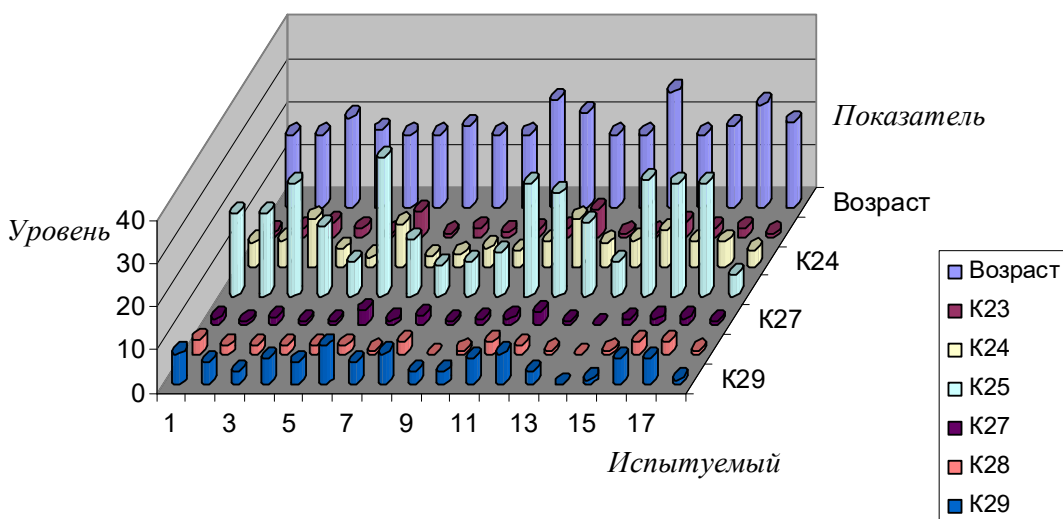 Показатель
Возраст
К24
К27
К29
Уровень
40
30
20
10
0
1 3 5 7 9 11 13 15 17
Испытуемый
Возраст
К23
К24
К25
К27
К28
К29